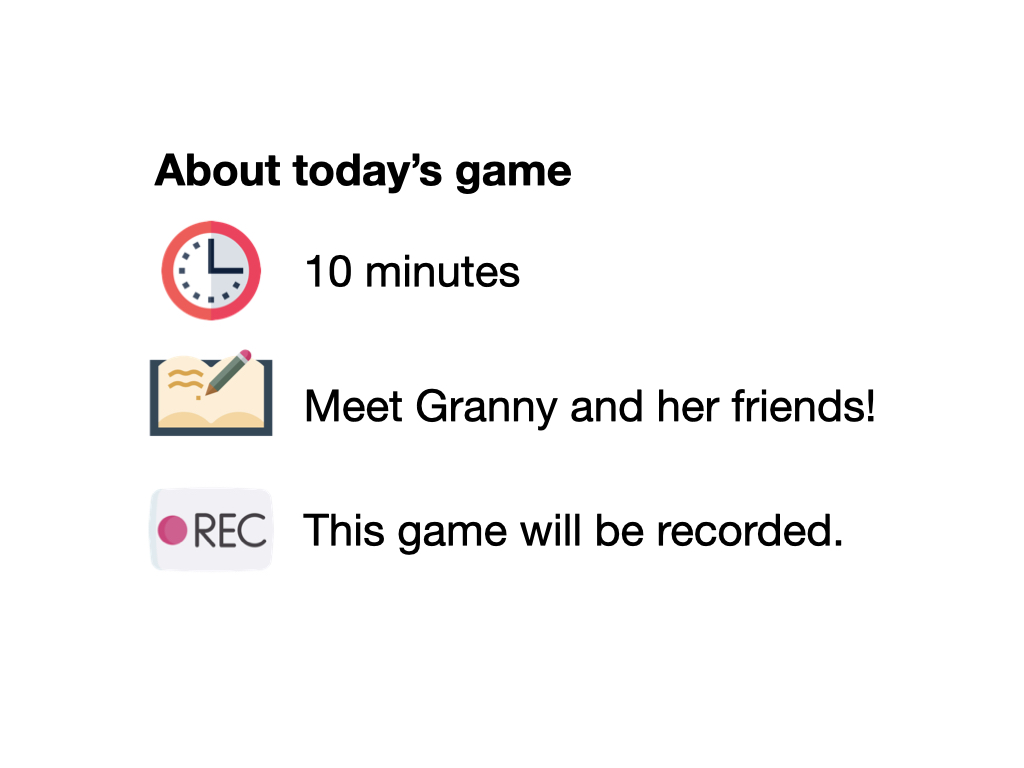 About today’s game
10 minutes
Meet Granny and her friends!
REC
This game will be recorded.